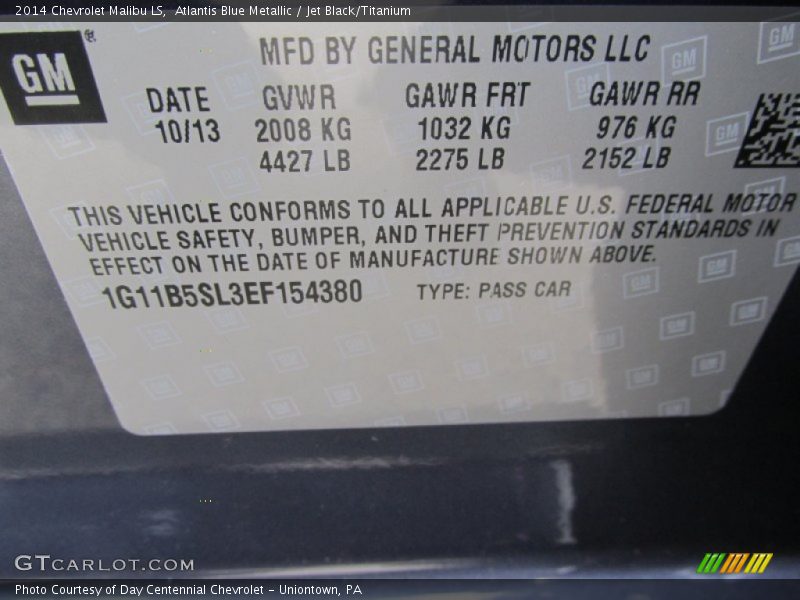 2014 Chevrolet Malibu LS, Atlantis Blue Metallic / Jet Black/Titanium
GM
®
MFD BY GENERAL MOTORS LLC
DATE GVWR GAWR FRT GAWR RR
10/13 2008 KG 1032 KG 976 KG
4427 LB 2275 LB 2152 LB
THIS VEHICLE CONFORMS TO ALL APPLICABLE U.S. FEDERAL MOTOR
VEHICLE SAFETY, BUMPER, AND THEFT PREVENTION STANDARDS IN
EFFECT ON THE DATE OF MANUFACTURE SHOWN ABOVE.
1G11B5SL3EF154380 TYPE: PASS CAR
GTCARLOT.COM
Photo Courtesy of Day Centennial Chevrolet - Uniontown, PA